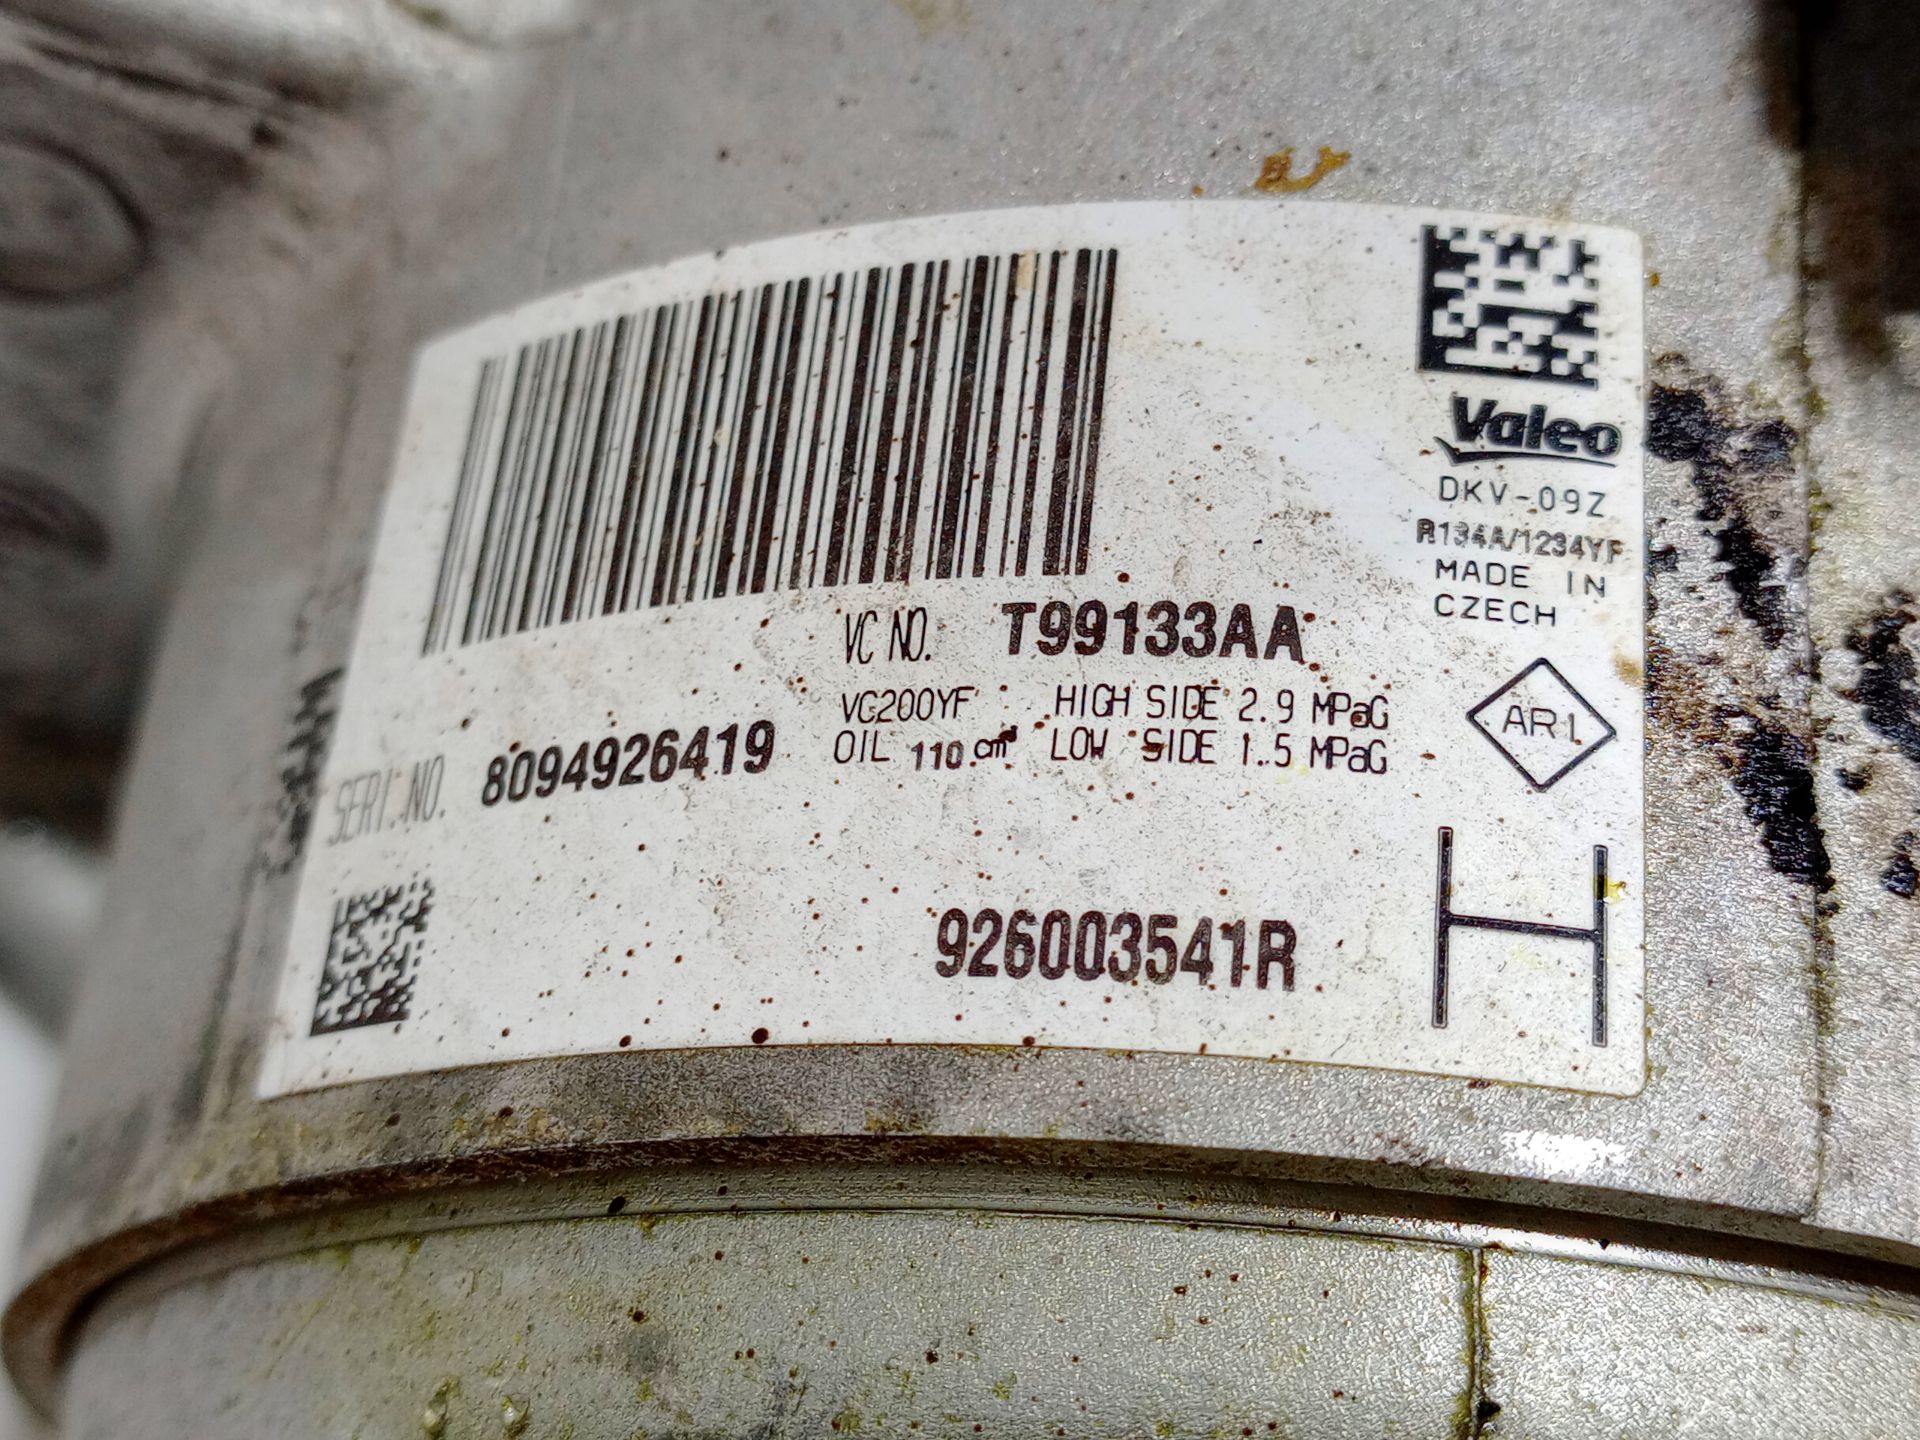 Valeo
DKV-09Z
R134A/1234YF
MADE IN
CZECH
VC NO. T99133AA
VC200YF HIGH SIDE 2.9 MPaG
OIL 110 cm³ LOW SIDE 1.5 MPaG
AR1
SERI.NO. 8094926419
926003541R
H